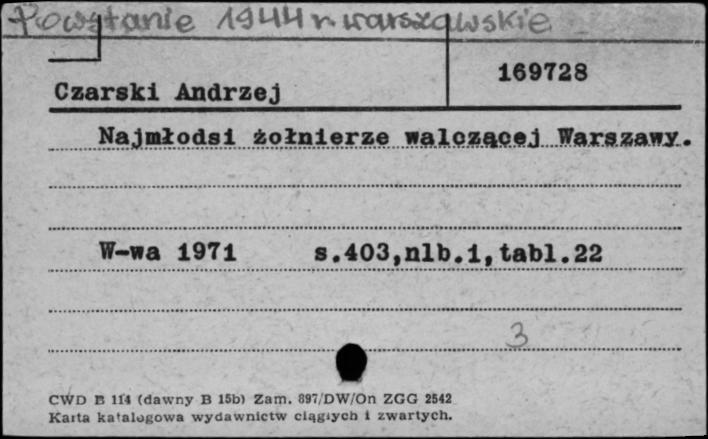 Powstanie 1944 r. warszawskie
169728
Czarski Andrzej
Najmłodsi żołnierze walczącej Warszawy.
W-wa 1971 s.403,nlb.1,tabl.22
3
CWD B 114 (dawny B 15b) Zam. 897/DW/On ZGG 2542
Karta katalogowa wydawnictw ciągłych i zwartych.